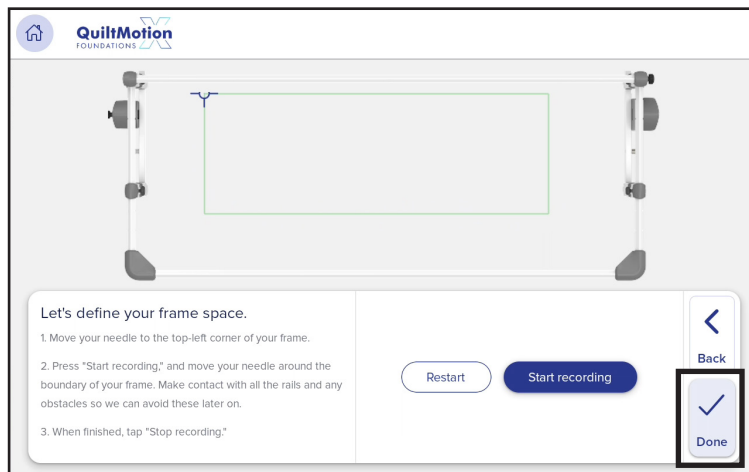 QuiltMotion
FOUNDATIONS
Let's define your frame space.
1. Move your needle to the top-left corner of your frame.
2. Press "Start recording," and move your needle around the
boundary of your frame. Make contact with all the rails and any
obstacles so we can avoid these later on.
3. When finished, tap "Stop recording."
Restart
Start recording
Back
Done